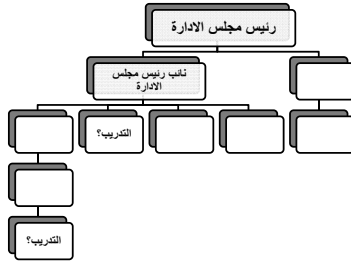 رئيس مجلس الادارة
نائب رئيس مجلس
الادارة
التدريب؟
التدريب؟